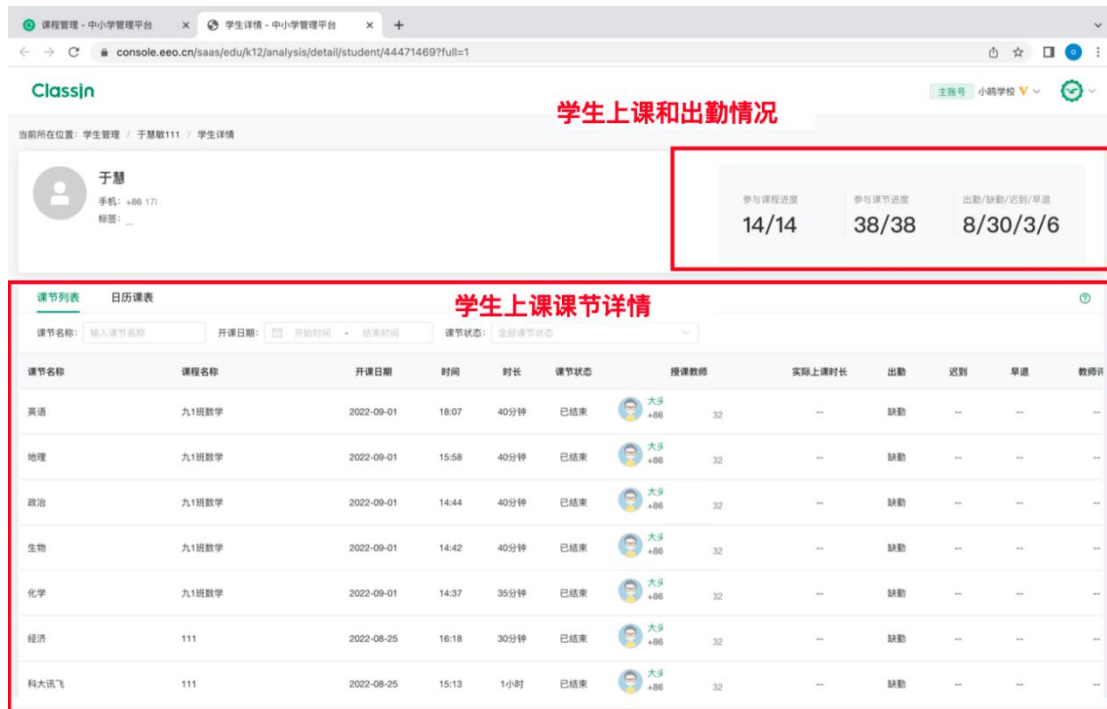 课程管理 - 中小学管理平台 学生详情 - 中小学管理平台
console.eeo.cn/saas/edu/k12/analysis/detail/student/44471469?full=1
ClassIn 主账号 小鸥学校 V
学生上课和出勤情况
当前所在位置: 学生管理 / 于慧敏111 / 学生详情
于慧
手机: +86 17
标签: --
参与课程进度 参与课节进度 出勤/缺勤/迟到/早退
14/14 38/38 8/30/3/6
课节列表 日历课表 学生上课课节详情
课节名称: 输入课节名称 开课日期: 开始时间 - 结束时间 课节状态: 全部课节状态
课节名称 课程名称 开课日期 时间 时长 课节状态 授课教师 实际上课时长 出勤 迟到 早退 教师
英语 九1班数学 2022-09-01 18:07 40分钟 已结束 大 +86 32 -- 缺勤 -- -- --
地理 九1班数学 2022-09-01 15:58 40分钟 已结束 大 +86 32 -- 缺勤 -- -- --
政治 九1班数学 2022-09-01 14:44 40分钟 已结束 大 +86 32 -- 缺勤 -- -- --
生物 九1班数学 2022-09-01 14:42 40分钟 已结束 大 +86 32 -- 缺勤 -- -- --
化学 九1班数学 2022-09-01 14:37 35分钟 已结束 大 +86 32 -- 缺勤 -- -- --
经济 111 2022-08-25 16:18 30分钟 已结束 大 +86 32 -- 缺勤 -- -- --
科大讯飞 111 2022-08-25 15:13 1小时 已结束 大 +86 32 -- 缺勤 -- -- --